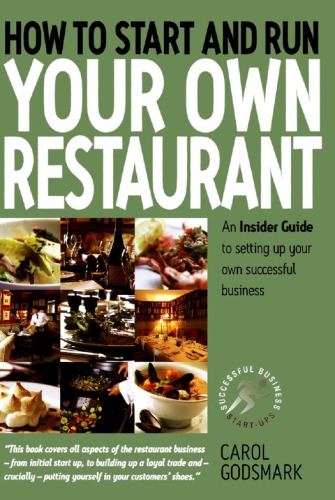 HOW TO START AND RUN
YOUR OWN
RESTAURANT
An Insider Guide
to setting up your
own successful
business
SUCCESSFUL BUSINESS
START-UPS
"This book covers all aspects of the restaurant business
– from initial start up, to building up a loyal trade and –
crucially – putting yourself in your customers' shoes."
CAROL
GODSMARK